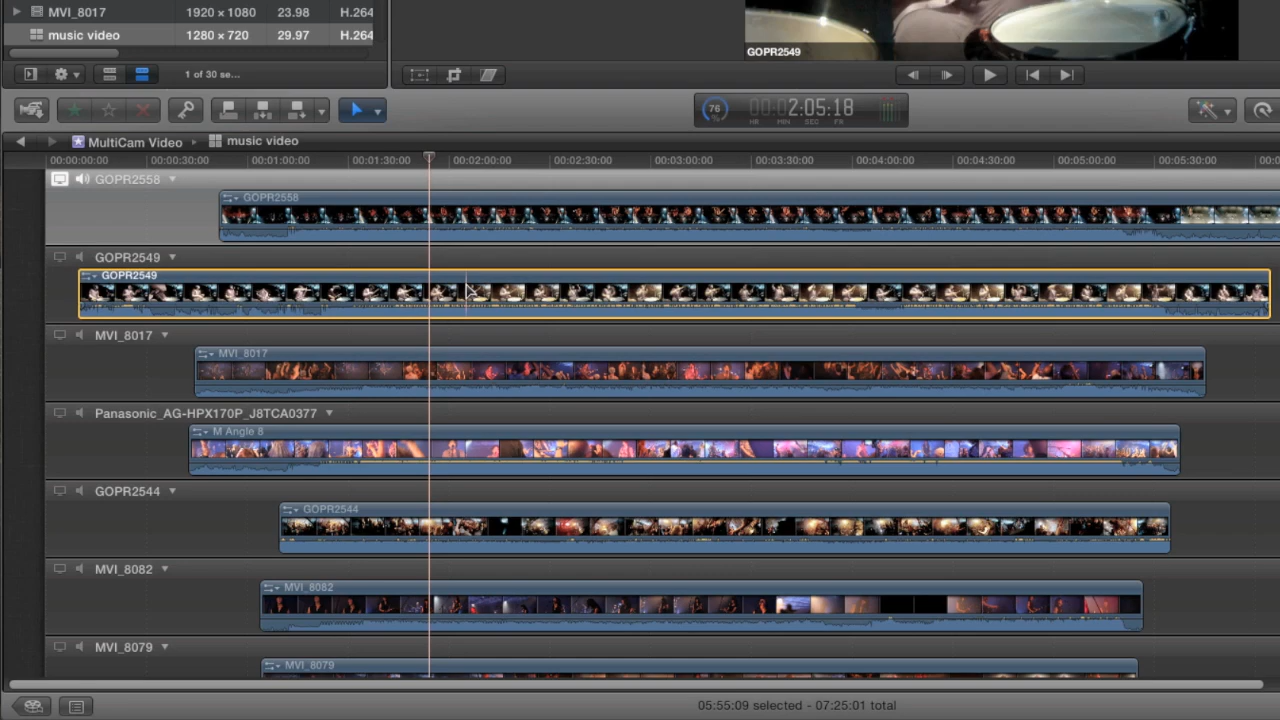 MVI_8017 1920 × 1080 23.98 H.264
music video 1280 × 720 29.97 H.264
GOPR2549
1 of 30 se...
76 % 00:02:05:18
HR MIN SEC FR
MultiCam Video music video
00:00:00:00 00:00:30:00 00:01:00:00 00:01:30:00 00:02:00:00 00:02:30:00 00:03:00:00 00:03:30:00 00:04:00:00 00:04:30:00 00:05:00:00 00:05:30:00
GOPR2558
GOPR2558
GOPR2549
GOPR2549
MVI_8017
MVI_8017
Panasonic_AG-HPX170P_J8TCA0377
M Angle 8
GOPR2544
GOPR2544
MVI_8082
MVI_8082
MVI_8079
MVI_8079
05:55:09 selected - 07:25:01 total